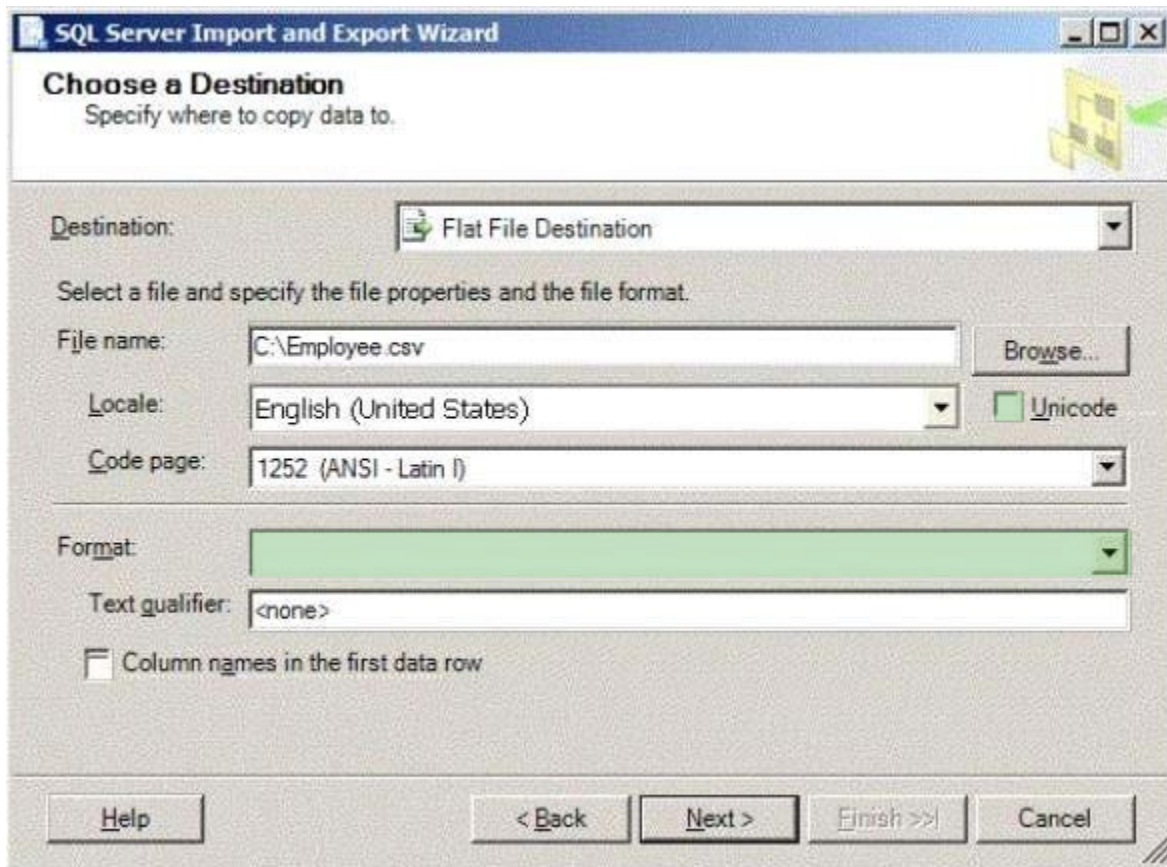 SQL Server Import and Export Wizard
Choose a Destination
Specify where to copy data to.
Destination: Flat File Destination
Select a file and specify the file properties and the file format.
File name: C:\Employee.csv Browse...
Locale: English (United States) Unicode
Code page: 1252 (ANSI - Latin I)
Format:
Text qualifier: <none>
Column names in the first data row
Help < Back Next > Finish >>| Cancel